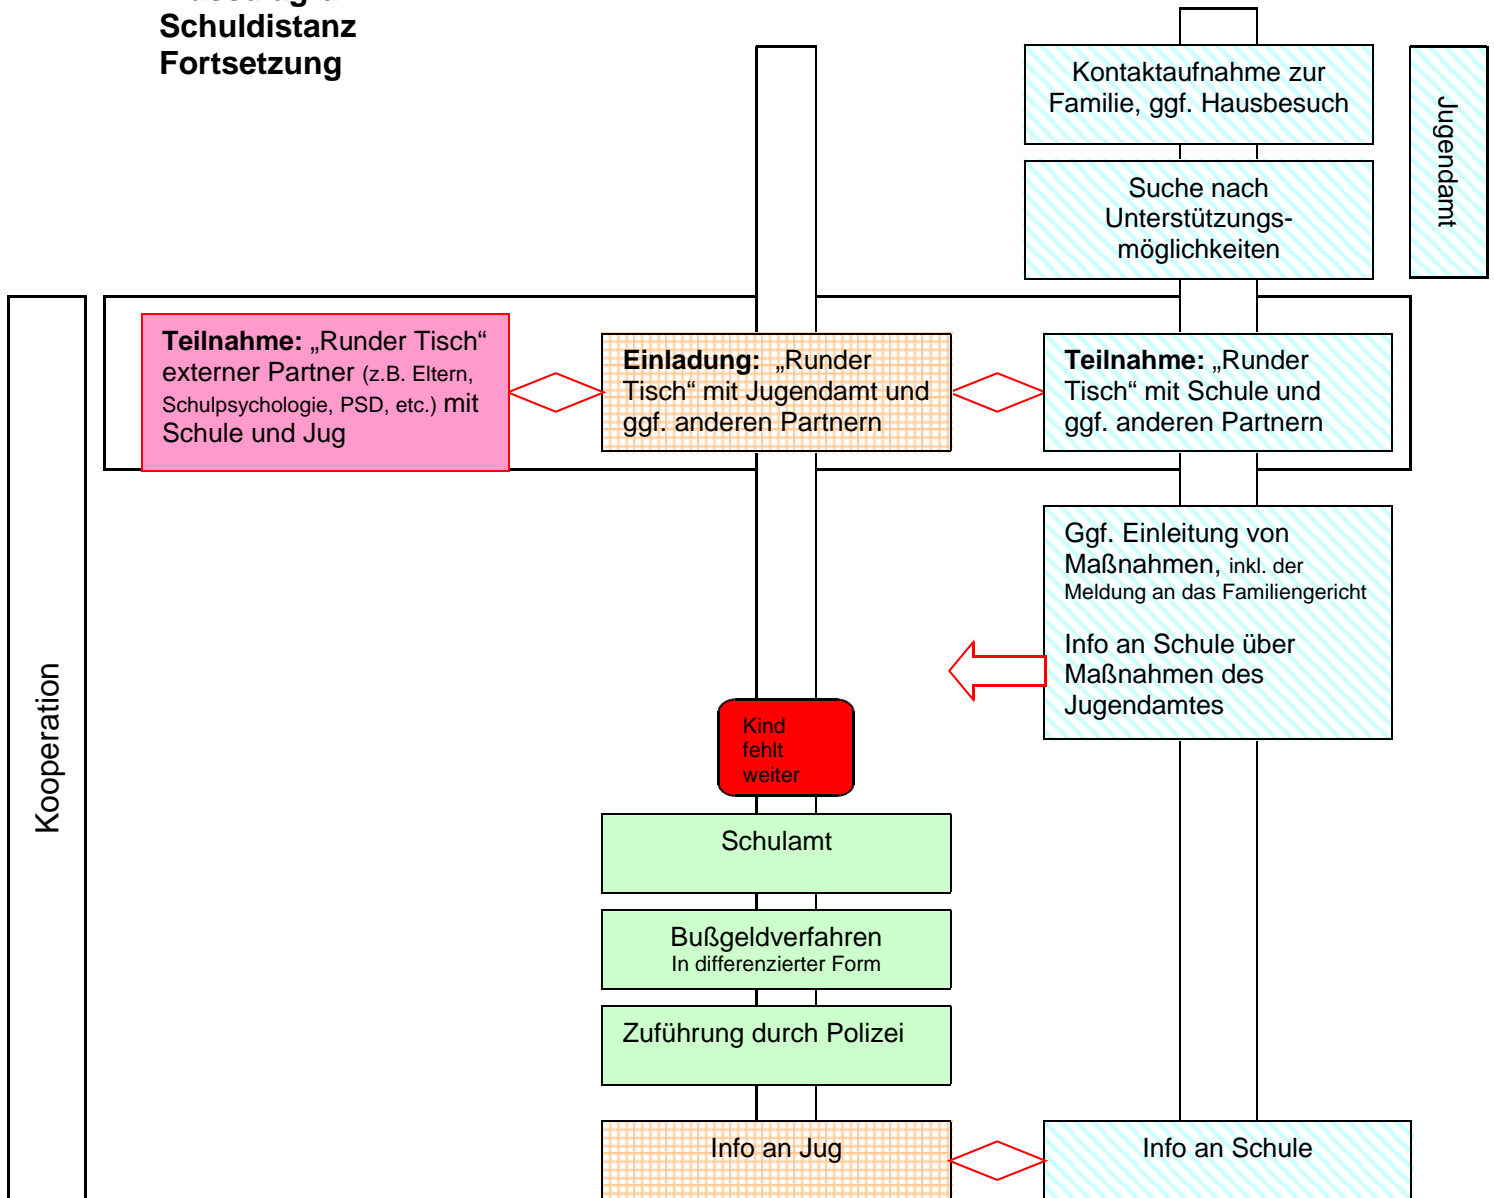 Schuldistanz
Fortsetzung
Kontaktaufnahme zur
Familie, ggf. Hausbesuch
Jugendamt
Suche nach
Unterstützungs-
möglichkeiten
Kooperation
Teilnahme: „Runder Tisch“
externer Partner (z.B. Eltern,
Schulpsychologie, PSD, etc.) mit
Schule und Jug
Einladung: „Runder
Tisch“ mit Jugendamt und
ggf. anderen Partnern
Teilnahme: „Runder
Tisch“ mit Schule und
ggf. anderen Partnern
Ggf. Einleitung von
Maßnahmen, inkl. der
Meldung an das Familiengericht
Info an Schule über
Maßnahmen des
Jugendamtes
Kind
fehlt
weiter
Schulamt
Bußgeldverfahren
In differenzierter Form
Zuführung durch Polizei
Info an Jug
Info an Schule